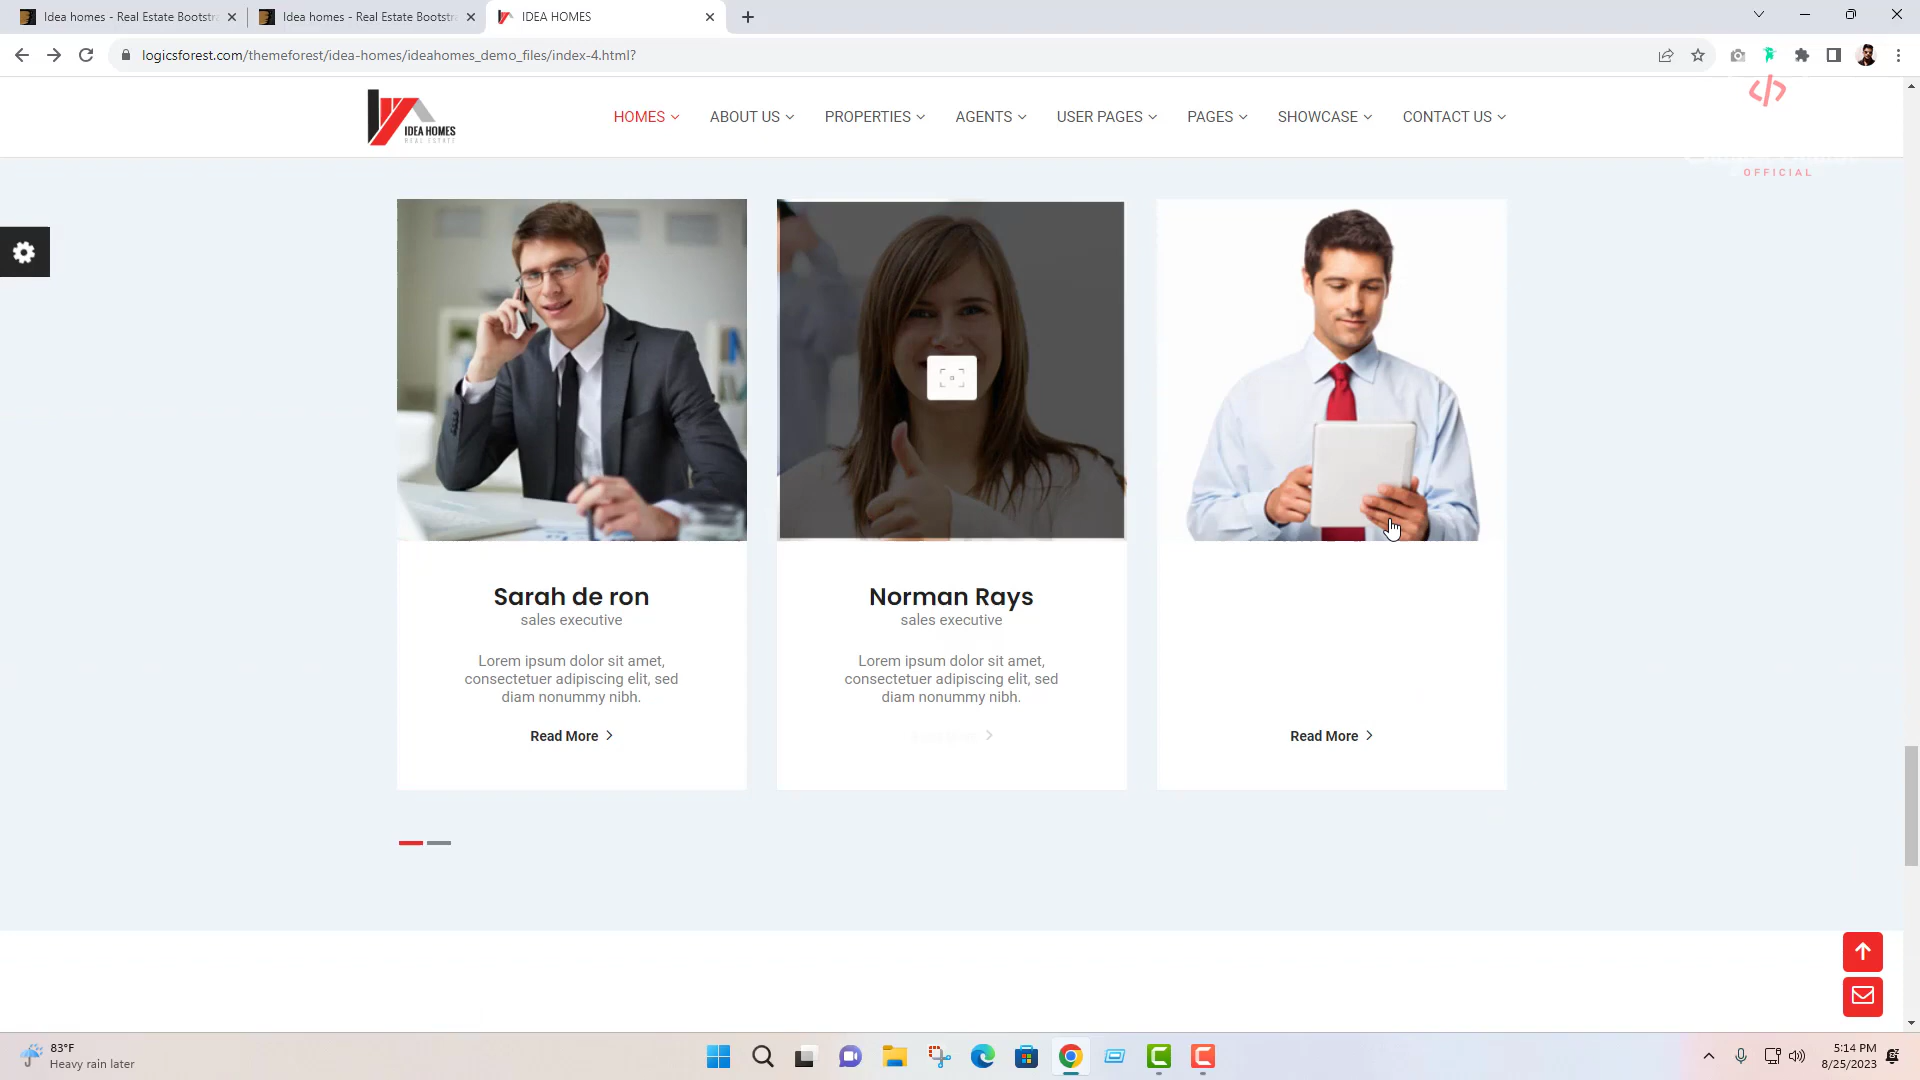 Idea homes - Real Estate Bootstr
Idea homes - Real Estate Bootstr
IDEA HOMES
logicsforest.com/themeforest/idea-homes/ideahomes_demo_files/index-4.html?
IDEA HOMES
REAL ESTATE
HOMES
ABOUT US
PROPERTIES
AGENTS
USER PAGES
PAGES
SHOWCASE
CONTACT US
</>
OFFICIAL
Sarah de ron
sales executive
Lorem ipsum dolor sit amet,
consectetuer adipiscing elit, sed
diam nonummy nibh.
Read More
Norman Rays
sales executive
Lorem ipsum dolor sit amet,
consectetuer adipiscing elit, sed
diam nonummy nibh.
Read More
83°F
Heavy rain later
5:14 PM
8/25/2023